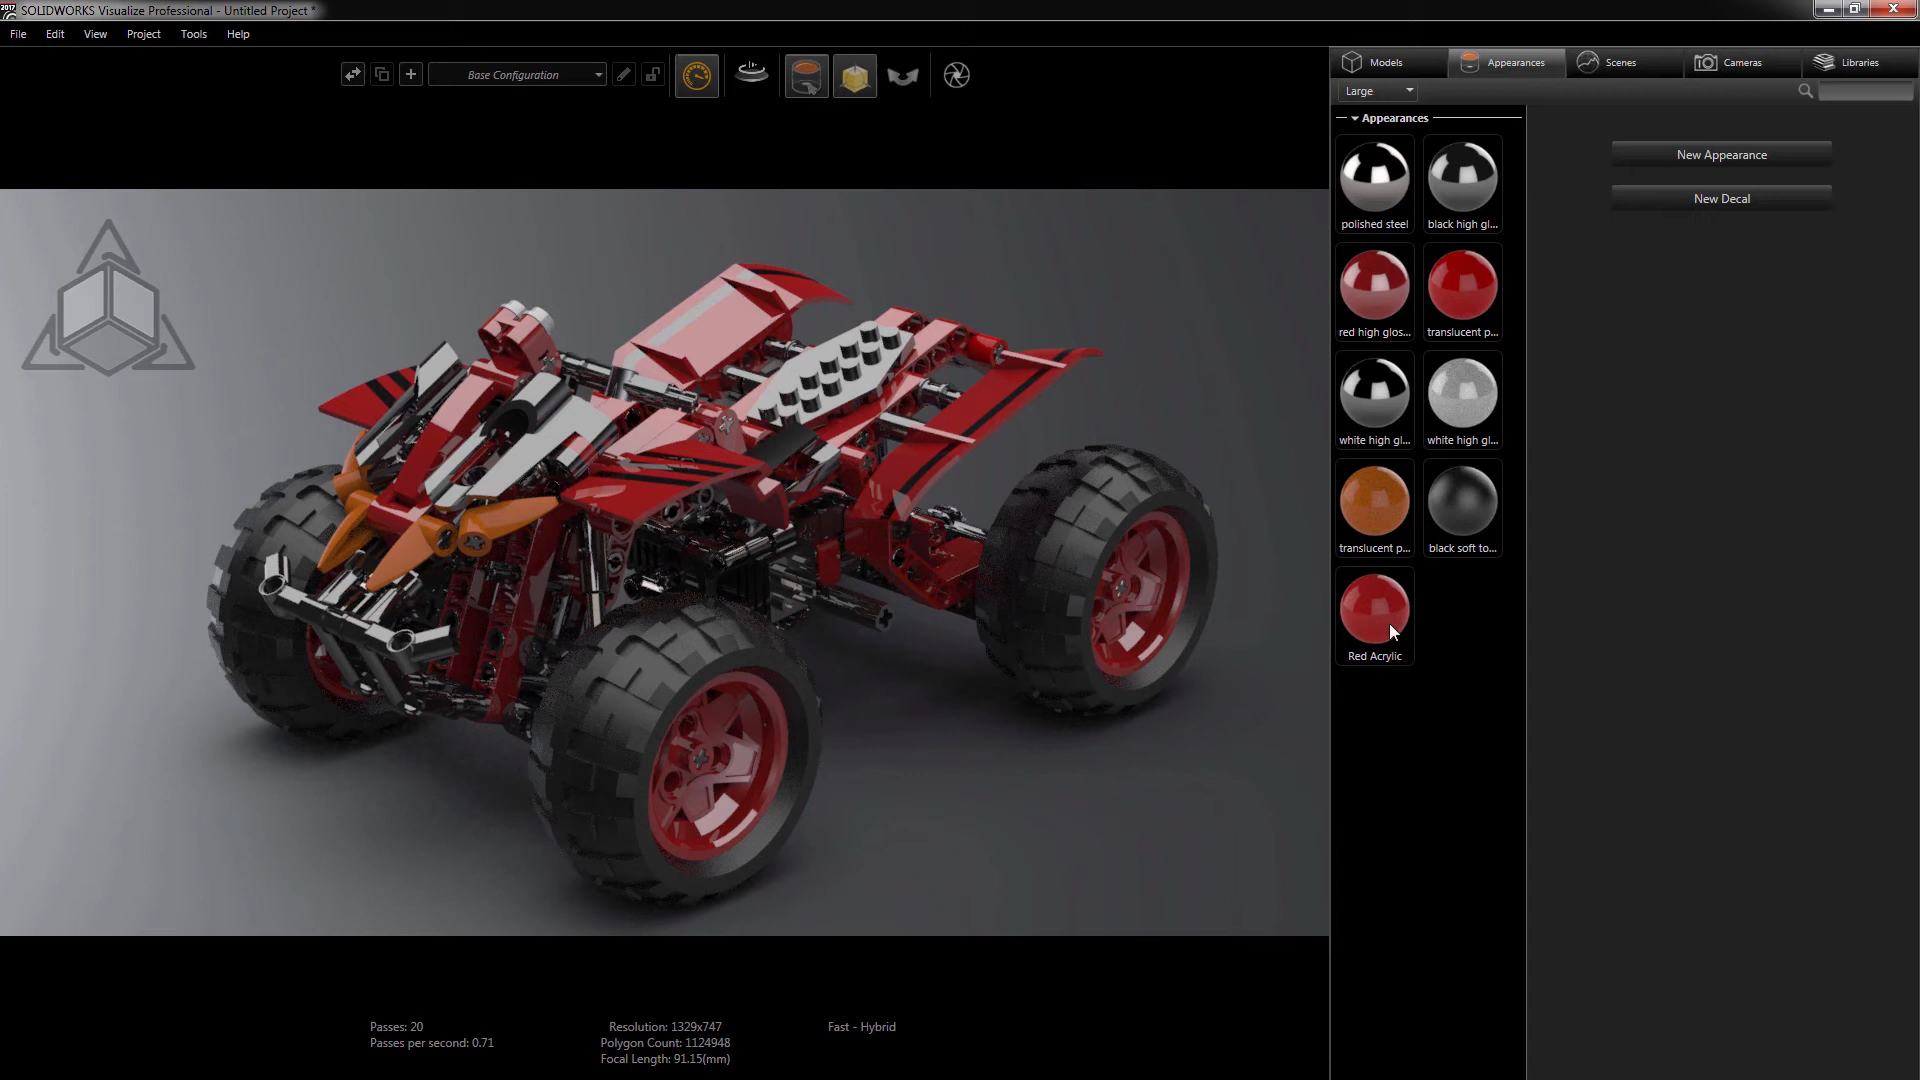 2017
SOLIDWORKS Visualize Professional - Untitled Project *
File Edit View Project Tools Help
Base Configuration
Models Appearances Scenes Cameras Libraries
Large
Appearances
polished steel black high gl...
red high glos... translucent p...
white high gl... white high gl...
translucent p... black soft to...
Red Acrylic
New Appearance
New Decal
Passes: 20
Passes per second: 0.71
Resolution: 1329x747
Polygon Count: 1124948
Focal Length: 91.15(mm)
Fast - Hybrid